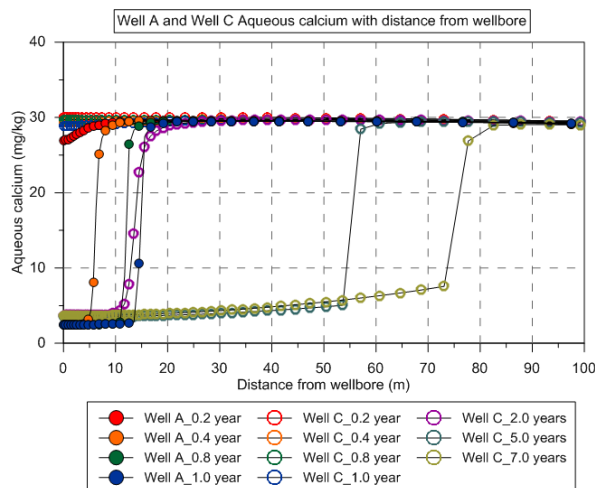 Well A and Well C Aqueous calcium with distance from wellbore
40
30
20
10
0
Aqueous calcium (mg/kg)
0 10 20 30 40 50 60 70 80 90 100
Distance from wellbore (m)
Well A_0.2 year Well C_0.2 year Well C_2.0 years
Well A_0.4 year Well C_0.4 year Well C_5.0 years
Well A_0.8 year Well C_0.8 year Well C_7.0 years
Well A_1.0 year Well C_1.0 year